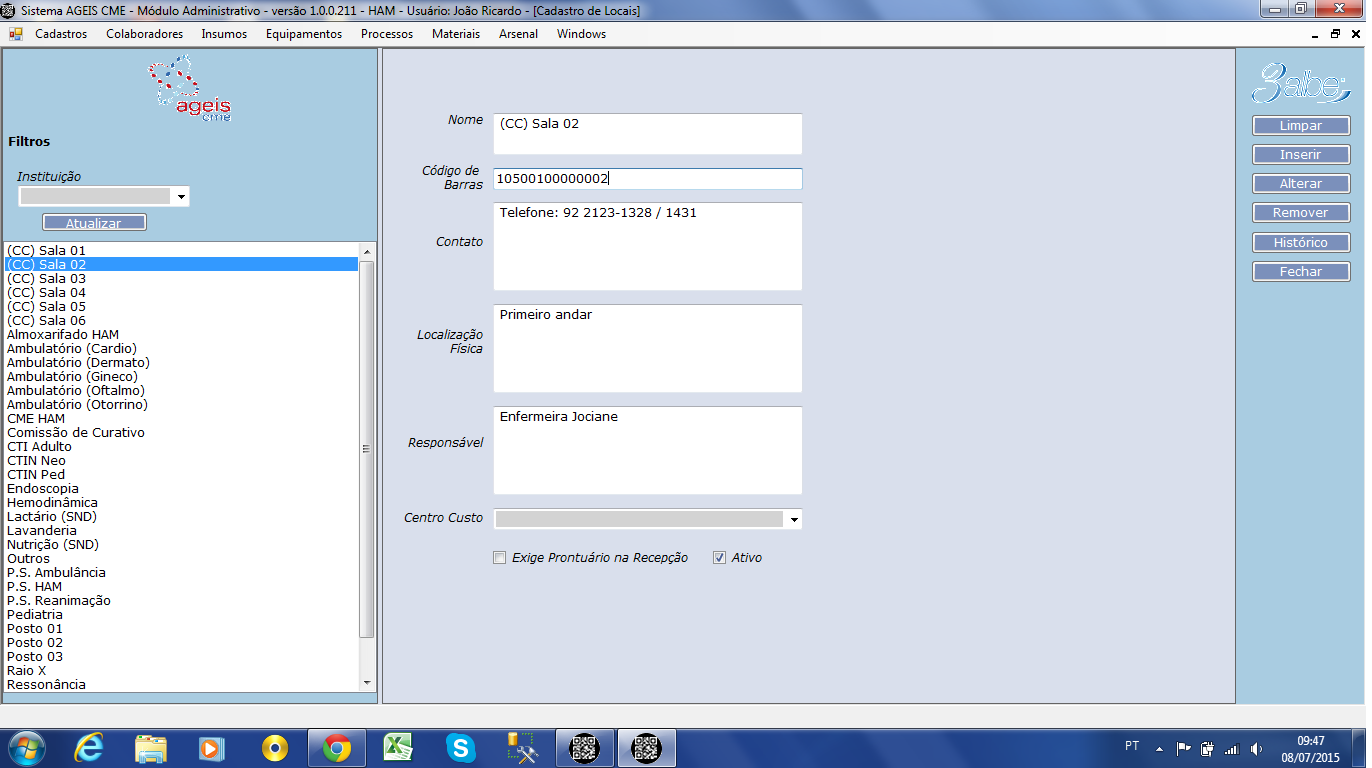 Sistema AGEIS CME - Módulo Administrativo - versão 1.0.0.211 - HAM - Usuário: João Ricardo - [Cadastro de Locais]
Cadastros Colaboradores Insumos Equipamentos Processos Materiais Arsenal Windows
ageis
cme
Filtros
Instituição
Atualizar
(CC) Sala 01
(CC) Sala 02
(CC) Sala 03
(CC) Sala 04
(CC) Sala 05
(CC) Sala 06
Almoxarifado HAM
Ambulatório (Cardio)
Ambulatório (Dermato)
Ambulatório (Gineco)
Ambulatório (Oftalmo)
Ambulatório (Otorrino)
CME HAM
Comissão de Curativo
CTI Adulto
CTIN Neo
CTIN Ped
Endoscopia
Hemodinâmica
Lactário (SND)
Lavanderia
Nutrição (SND)
Outros
P.S. Ambulância
P.S. HAM
P.S. Reanimação
Pediatria
Posto 01
Posto 02
Posto 03
Raio X
Ressonância
Nome
(CC) Sala 02
Código de
Barras
10500100000002
Contato
Telefone: 92 2123-1328 / 1431
Localização
Física
Primeiro andar
Responsável
Enfermeira Jociane
Centro Custo
Exige Prontuário na Recepção
Ativo
3albe
Limpar
Inserir
Alterar
Remover
Histórico
Fechar
PT
09:47
08/07/2015